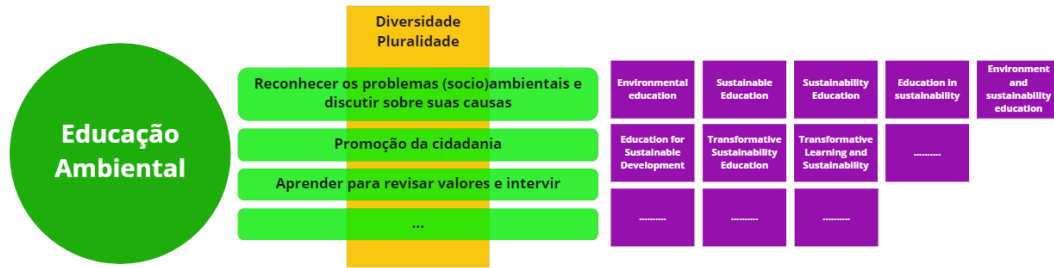 Educação
Ambiental
Diversidade
Pluralidade
Reconhecer os problemas (socio)ambientais e
discutir sobre suas causas
Promoção da cidadania
Aprender para revisar valores e intervir
...
Environmental
education
Sustainable
Education
Sustainability
Education
Education in
sustainability
Environment
and
sustainability
education
Education for
Sustainable
Development
Transformative
Sustainability
Education
Transformative
Learning and
Sustainability
..........
..........
..........
..........